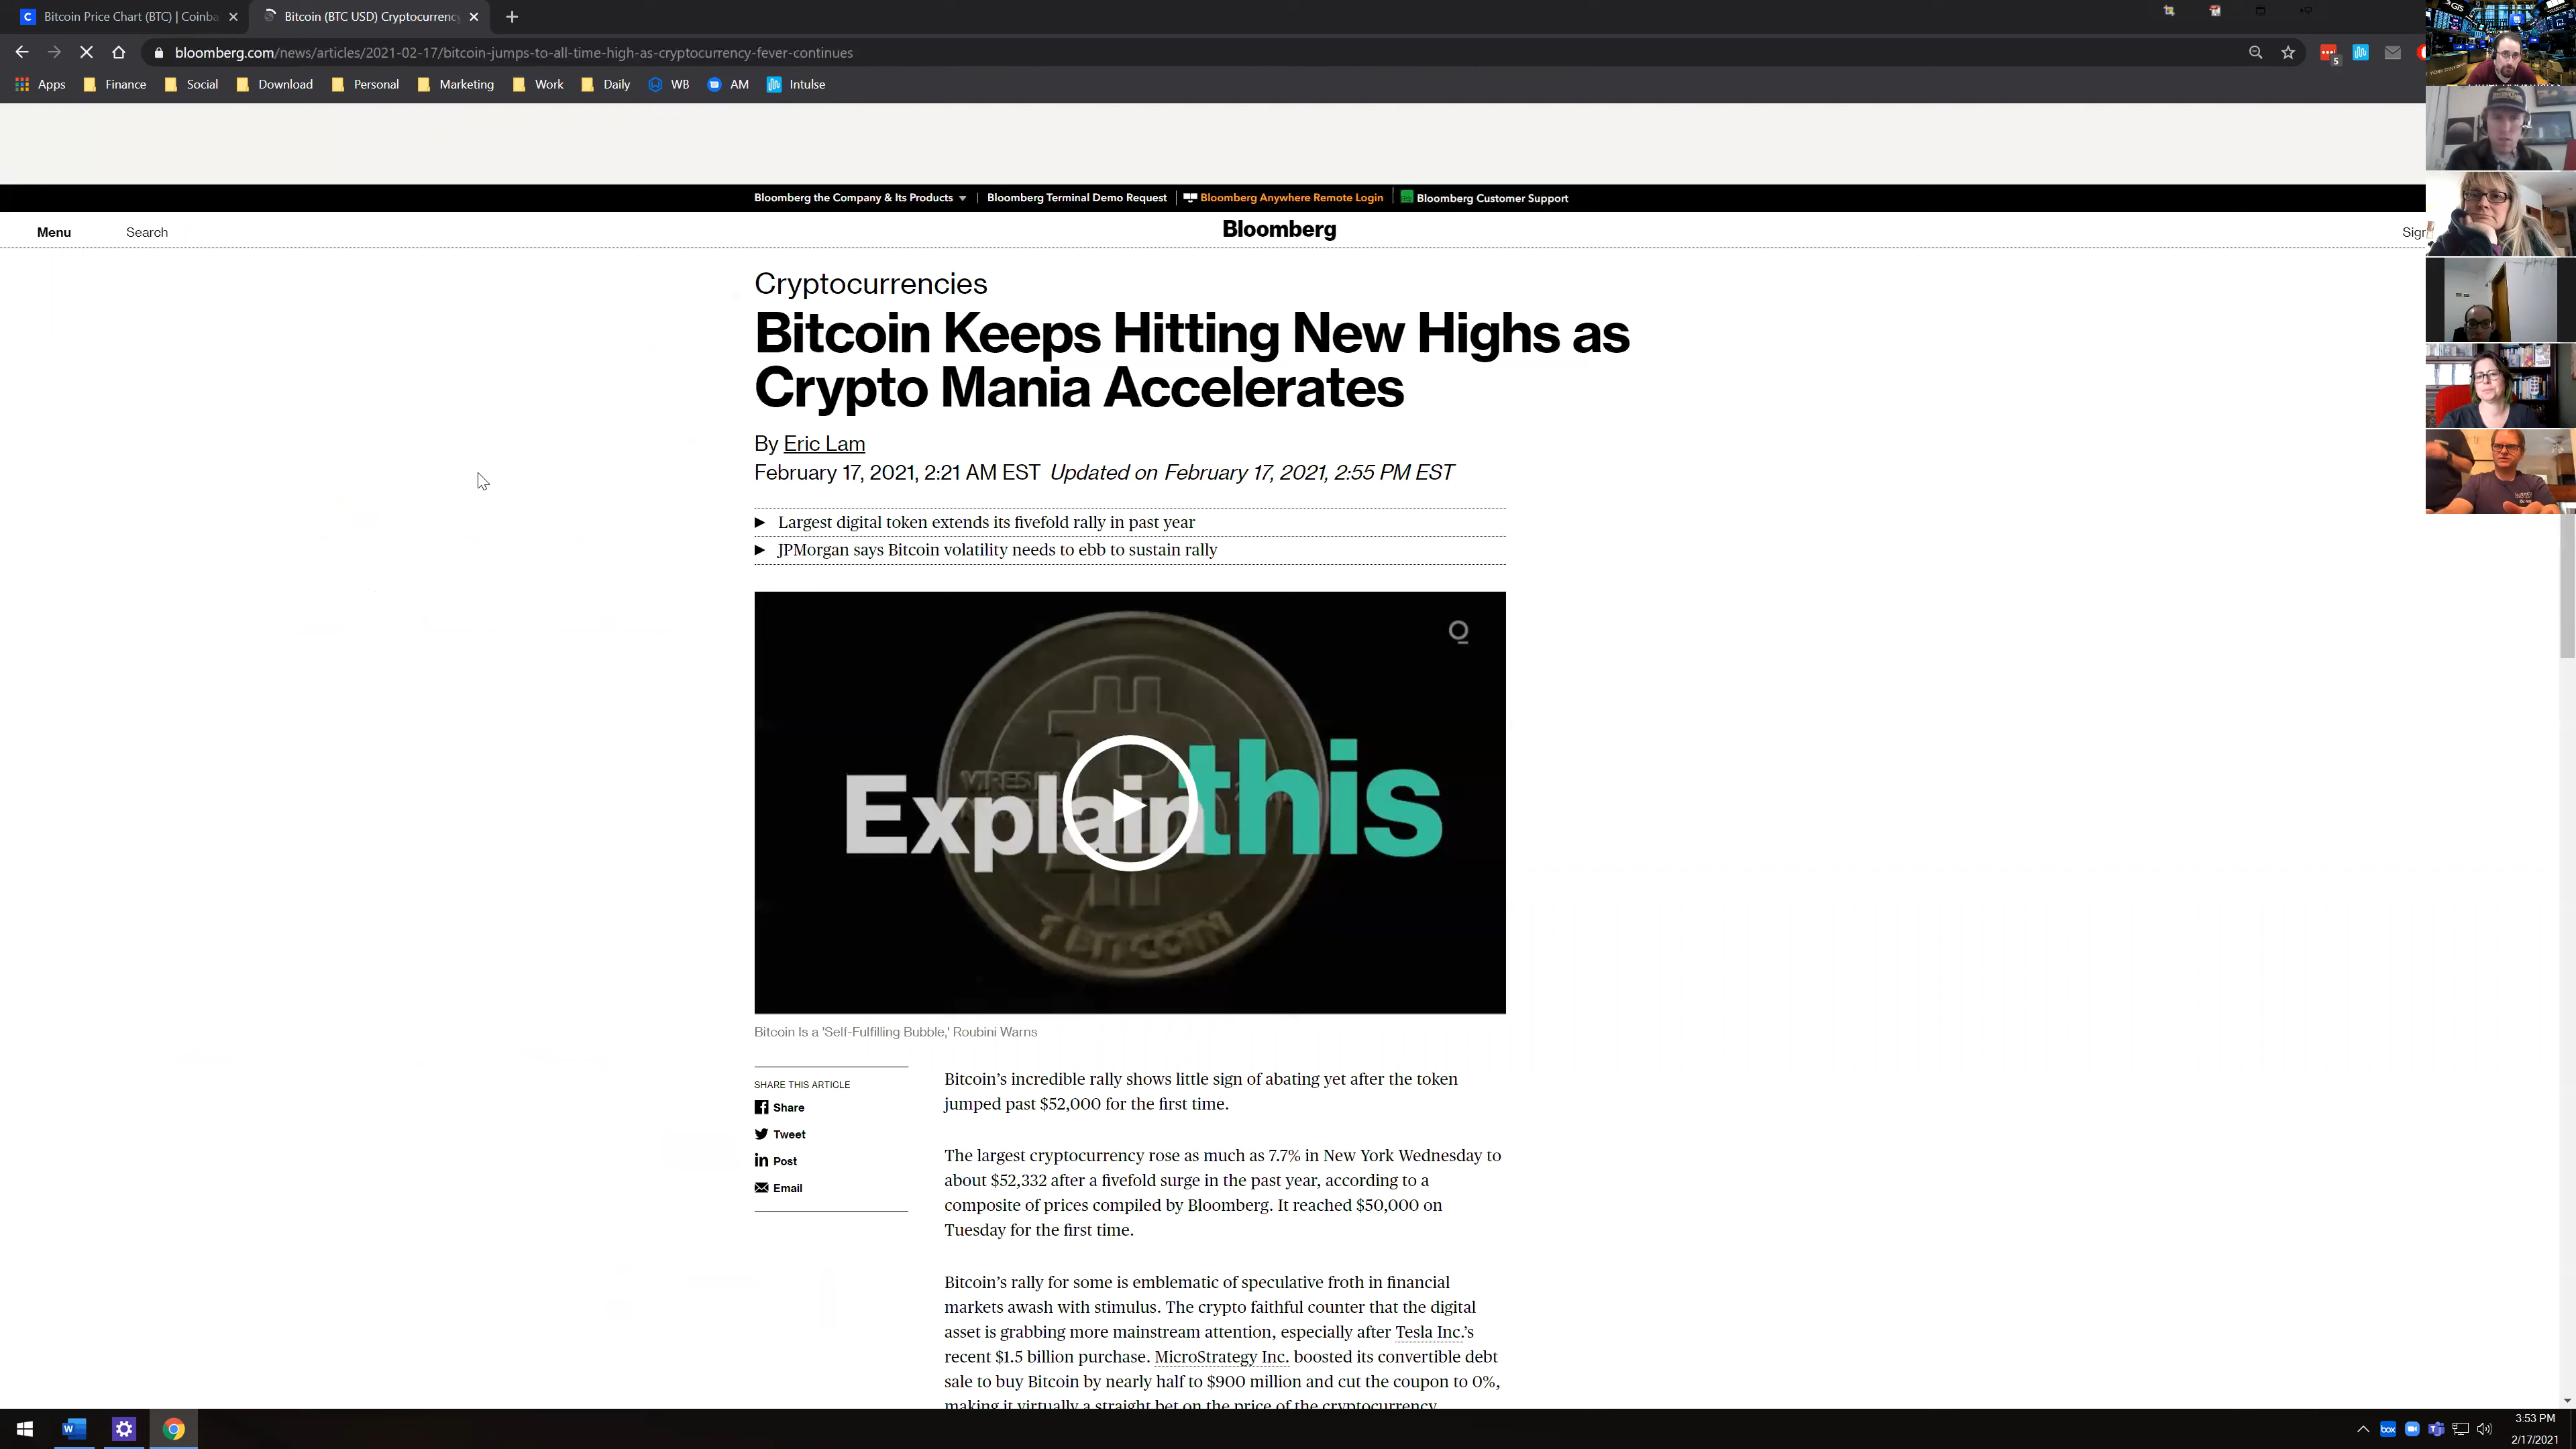 Bitcoin Price Chart (BTC) | Coinba
Bitcoin (BTC USD) Cryptocurrency
bloomberg.com/news/articles/2021-02-17/bitcoin-jumps-to-all-time-high-as-cryptocurrency-fever-continues
5
Apps Finance Social Download Personal Marketing Work Daily WB AM Intulse
Bloomberg the Company & Its Products Bloomberg Terminal Demo Request Bloomberg Anywhere Remote Login Bloomberg Customer Support
Menu Search Bloomberg Sign
Cryptocurrencies
Bitcoin Keeps Hitting New Highs as
Crypto Mania Accelerates
By Eric Lam
February 17, 2021, 2:21 AM EST Updated on February 17, 2021, 2:55 PM EST
Largest digital token extends its fivefold rally in past year
JPMorgan says Bitcoin volatility needs to ebb to sustain rally
Explain this
Bitcoin Is a 'Self-Fulfilling Bubble,' Roubini Warns
SHARE THIS ARTICLE
Share
Tweet
Post
Email
Bitcoin’s incredible rally shows little sign of abating yet after the token
jumped past $52,000 for the first time.
The largest cryptocurrency rose as much as 7.7% in New York Wednesday to
about $52,332 after a fivefold surge in the past year, according to a
composite of prices compiled by Bloomberg. It reached $50,000 on
Tuesday for the first time.
Bitcoin’s rally for some is emblematic of speculative froth in financial
markets awash with stimulus. The crypto faithful counter that the digital
asset is grabbing more mainstream attention, especially after Tesla Inc.’s
recent $1.5 billion purchase. MicroStrategy Inc. boosted its convertible debt
sale to buy Bitcoin by nearly half to $900 million and cut the coupon to 0%,
making it virtually a straight bet on the price of the cryptocurrency.
3:53 PM
2/17/2021